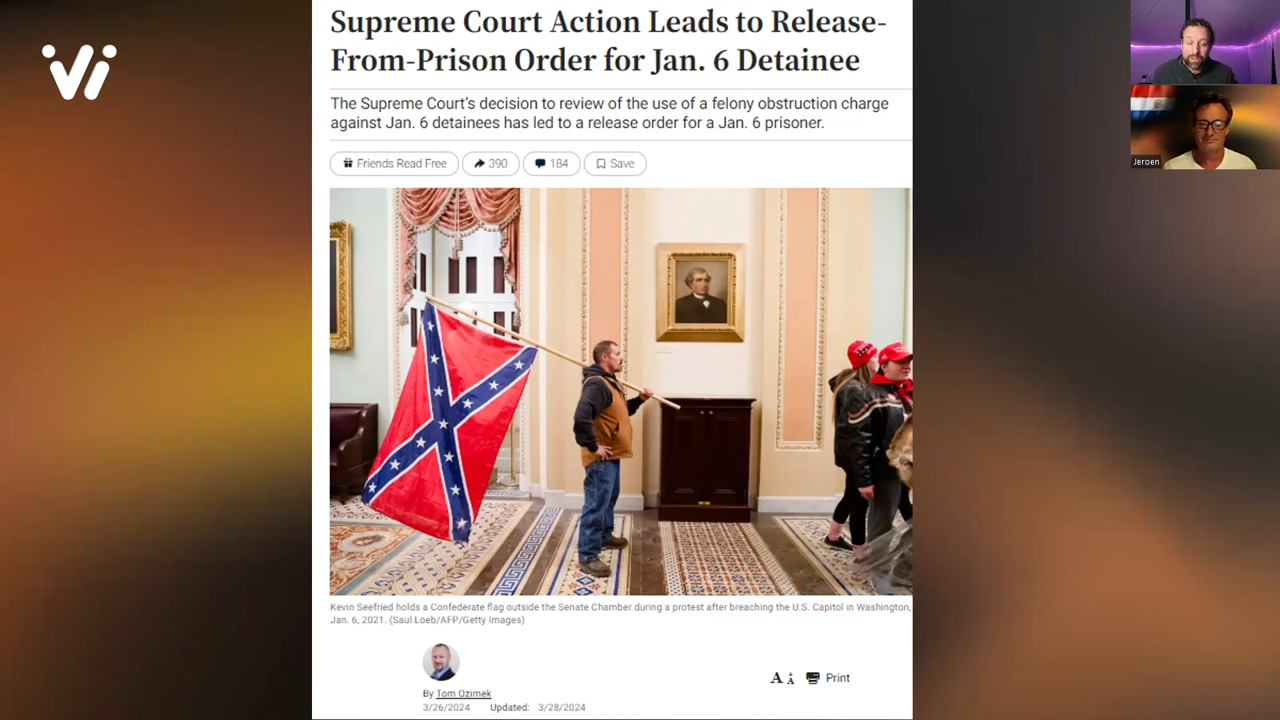 Supreme Court Action Leads to Release-
From-Prison Order for Jan. 6 Detainee
The Supreme Court's decision to review of the use of a felony obstruction charge
against Jan. 6 detainees has led to a release order for a Jan. 6 prisoner.
Friends Read Free 390 184 Save
Jeroen
Kevin Seefried holds a Confederate flag outside the Senate Chamber during a protest after breaching the U.S. Capitol in Washington,
Jan. 6, 2021. (Saul Loeb/AFP/Getty Images)
A A Print
By Tom Ozimek
3/26/2024 Updated: 3/28/2024